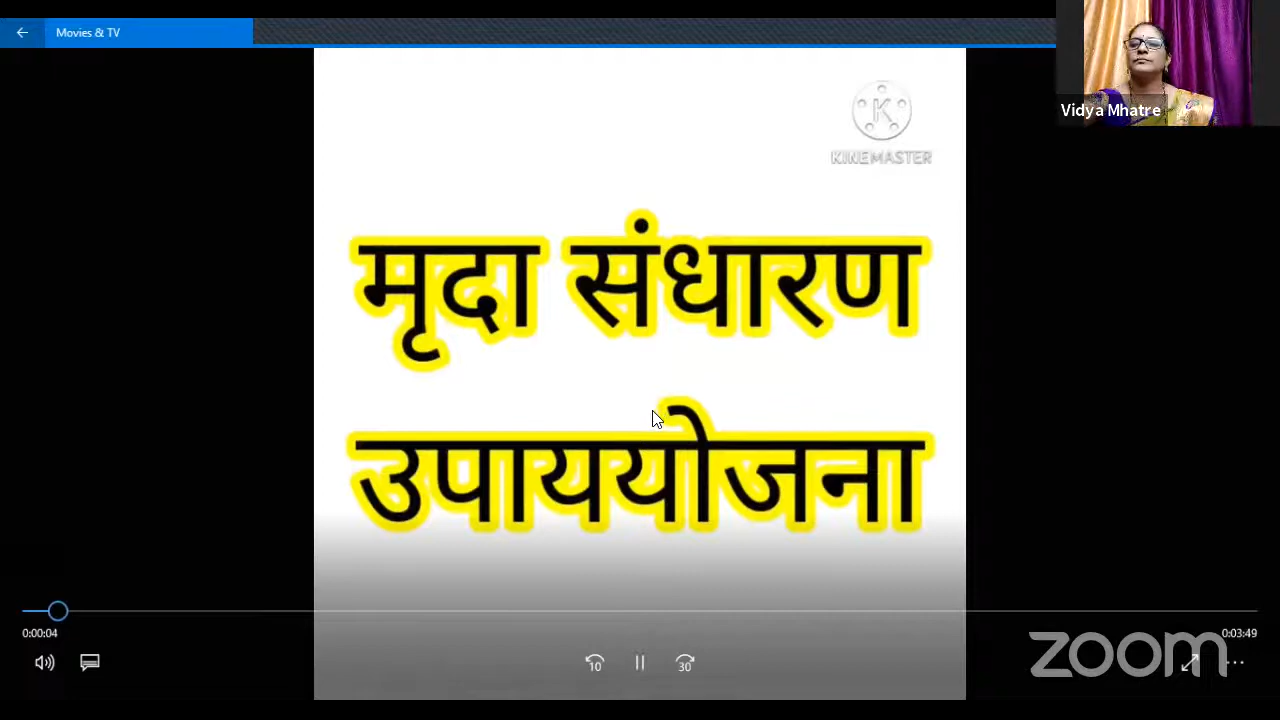 Movies & TV
Vidya Mhatre
KINEMASTER
मृदा संधारण
उपाययोजना
0:00:04
0:03:49
10
30
zoom